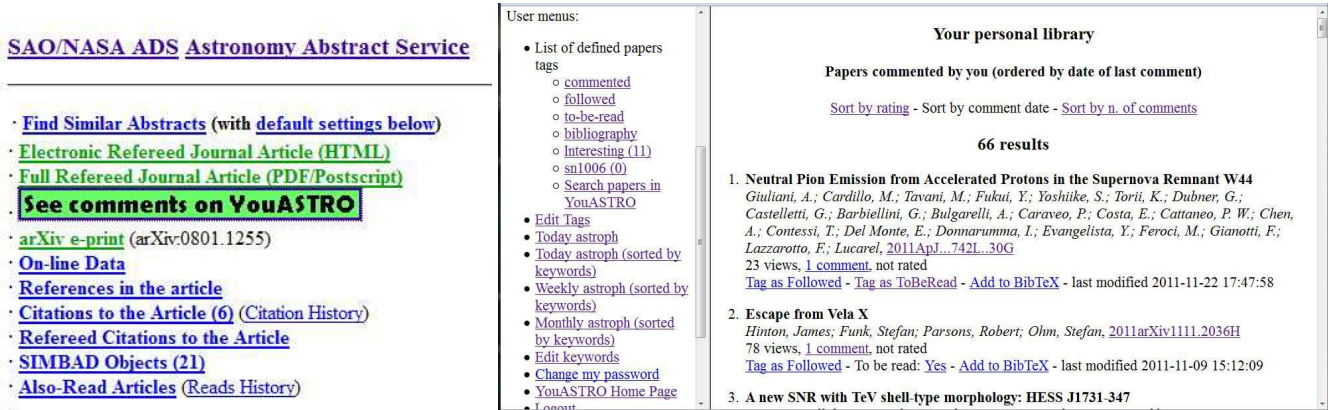 SAO/NASA ADS Astronomy Abstract Service
· Find Similar Abstracts (with default settings below)
· Electronic Refereed Journal Article (HTML)
· Full Refereed Journal Article (PDF/Postscript)
· See comments on YouASTRO
· arXiv e-print (arXiv:0801.1255)
· On-line Data
· References in the article
· Citations to the Article (6) (Citation History)
· Refereed Citations to the Article
· SIMBAD Objects (21)
· Also-Read Articles (Reads History)
User menus:
• List of defined papers
tags
○ commented
○ followed
○ to-be-read
○ bibliography
○ Interesting (11)
○ sn1006 (0)
○ Search papers in
YouASTRO
• Edit Tags
• Today astroph
• Today astroph (sorted by
keywords)
• Weekly astroph (sorted by
keywords)
• Monthly astroph (sorted
by keywords)
• Edit keywords
• Change my password
• YouASTRO Home Page
• Logout
Your personal library
Papers commented by you (ordered by date of last comment)
Sort by rating - Sort by comment date - Sort by n. of comments
66 results
1. Neutral Pion Emission from Accelerated Protons in the Supernova Remnant W44
Giuliani, A.; Cardillo, M.; Tavani, M.; Fukui, Y.; Yoshiike, S.; Torii, K.; Dubner, G.;
Castelletti, G.; Barbiellini, G.; Bulgarelli, A.; Caraveo, P.; Costa, E.; Cattaneo, P. W.; Chen,
A.; Contessi, T.; Del Monte, E.; Donnarumma, I.; Evangelista, Y.; Feroci, M.; Gianotti, F.;
Lazzarotto, F.; Lucarel, 2011ApJ...742L..30G
23 views, 1 comment, not rated
Tag as Followed - Tag as ToBeRead - Add to BibTeX - last modified 2011-11-22 17:47:58
2. Escape from Vela X
Hinton, James; Funk, Stefan; Parsons, Robert; Ohm, Stefan, 2011arXiv1111.2036H
78 views, 1 comment, not rated
Tag as Followed - To be read: Yes - Add to BibTeX - last modified 2011-11-09 15:12:09
3. A new SNR with TeV shell-type morphology: HESS J1731-347